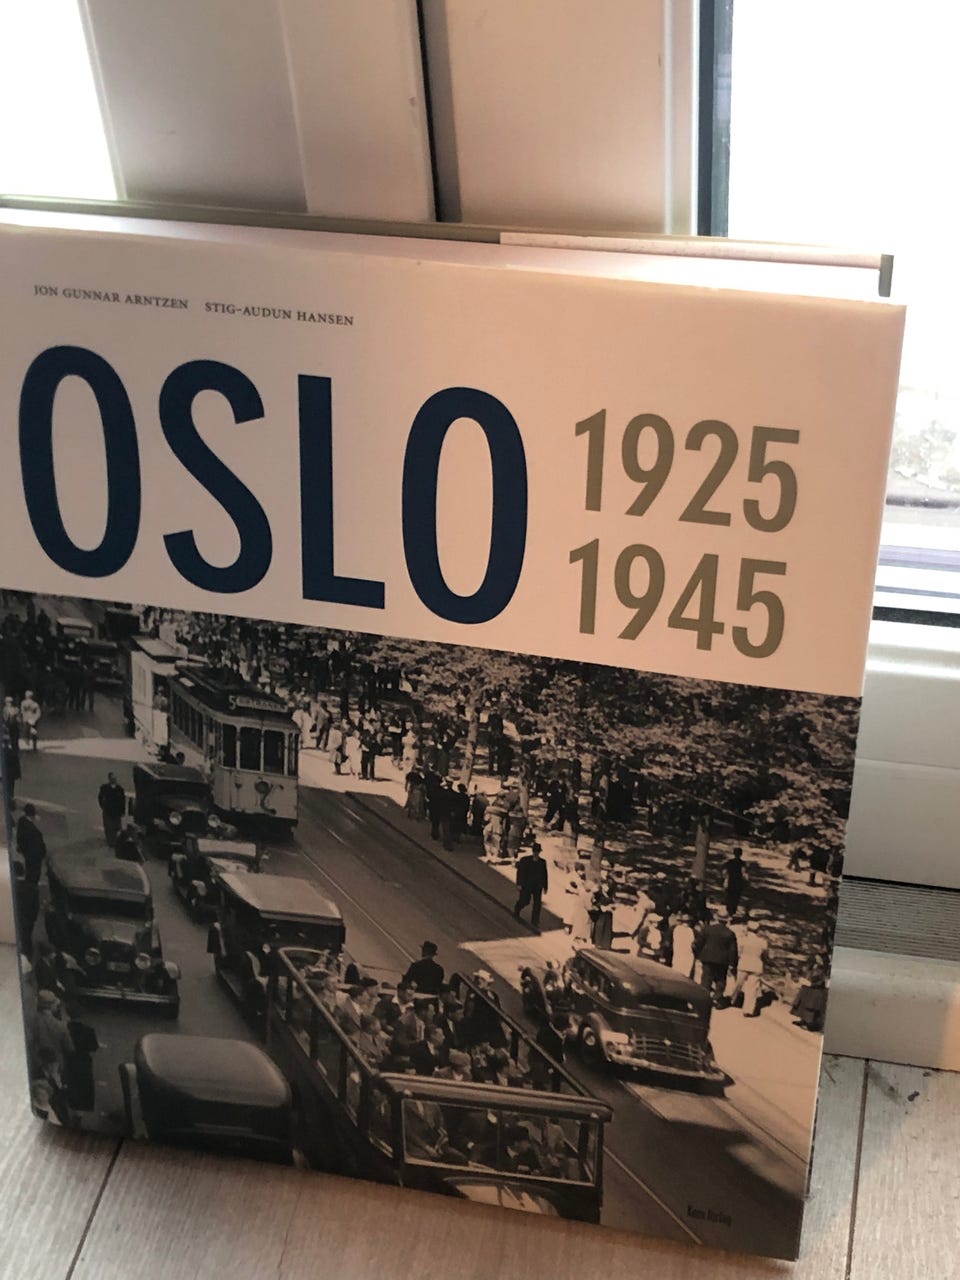 JON GUNNAR ARNTZEN STIG-AUDUN HANSEN
OSLO
1925
1945